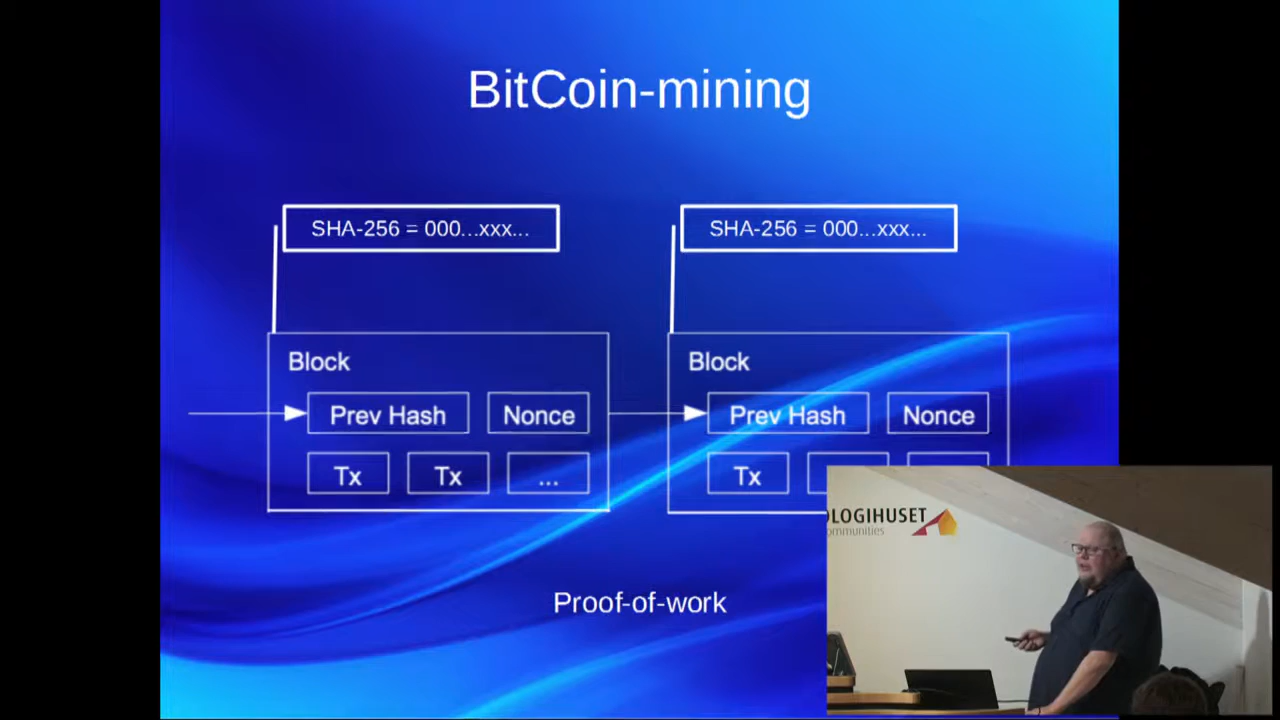 BitCoin-mining
SHA-256 = 000...xxx...
SHA-256 = 000...xxx...
Block
Block
Prev Hash
Nonce
Prev Hash
Nonce
Tx
Tx
...
Tx
Proof-of-work
OLOGIHUSET
ommunities